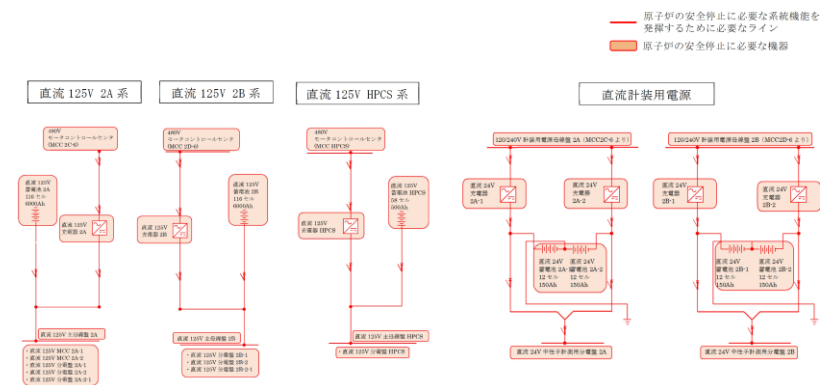 原子炉の安全停止に必要な系統機能を
発揮するために必要なライン
原子炉の安全停止に必要な機器
直流 125V 2A 系
直流 125V 2B 系
直流 125V HPCS 系
直流計装用電源
480V
モータコントロールセンタ
(MCC 2C-6)
直流 125V
蓄電池 2A
116 セル
6000Ah
直流 125V
充電器 2A
直流 125V 主母線盤 2A
・直流 125V MCC 2A-1
・直流 125V MCC 2A-2
・直流 125V 分電盤 2A-1
・直流 125V 分電盤 2A-2
・直流 125V 分電盤 2A-2-1
480V
モータコントロールセンタ
(MCC 2D-6)
直流 125V
蓄電池 2B
116 セル
6000Ah
直流 125V
充電器 2B
直流 125V 主母線盤 2B
・直流 125V 分電盤 2B-1
・直流 125V 分電盤 2B-2
・直流 125V 分電盤 2B-2-1
480V
モータコントロールセンタ
(MCC HPCS)
直流 125V
蓄電池 HPCS
58 セル
500Ah
直流 125V
充電器 HPCS
直流 125V 主母線盤 HPCS
・直流 125V 分電盤 HPCS
120/240V 計装用電源母線盤 2A (MCC2C-6 より)
直流 24V
充電器
2A-1
直流 24V
充電器
2A-2
直流 24V 直流 24V
蓄電池 2A-1 蓄電池 2A-2
12 セル 12 セル
150Ah 150Ah
直流 24V 中性子計測用分電盤 2A
120/240V 計装用電源母線盤 2B (MCC2D-6 より)
直流 24V
充電器
2B-1
直流 24V
充電器
2B-2
直流 24V 直流 24V
蓄電池 2B-1 蓄電池 2B-2
12 セル 12 セル
150Ah 150Ah
直流 24V 中性子計測用分電盤 2B